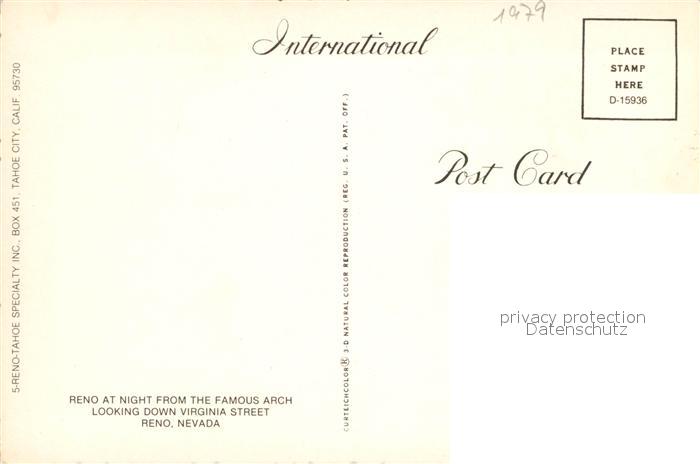 1979
International
PLACE
STAMP
HERE
D-15936
Post Card
5-RENO-TAHOE SPECIALTY INC., BOX 451, TAHOE CITY, CALIF. 95730
CURTEICHCOLOR® 3-D NATURAL COLOR REPRODUCTION (REG. U. S. A. PAT. OFF.)
privacy protection
Datenschutz
RENO AT NIGHT FROM THE FAMOUS ARCH
LOOKING DOWN VIRGINIA STREET
RENO, NEVADA